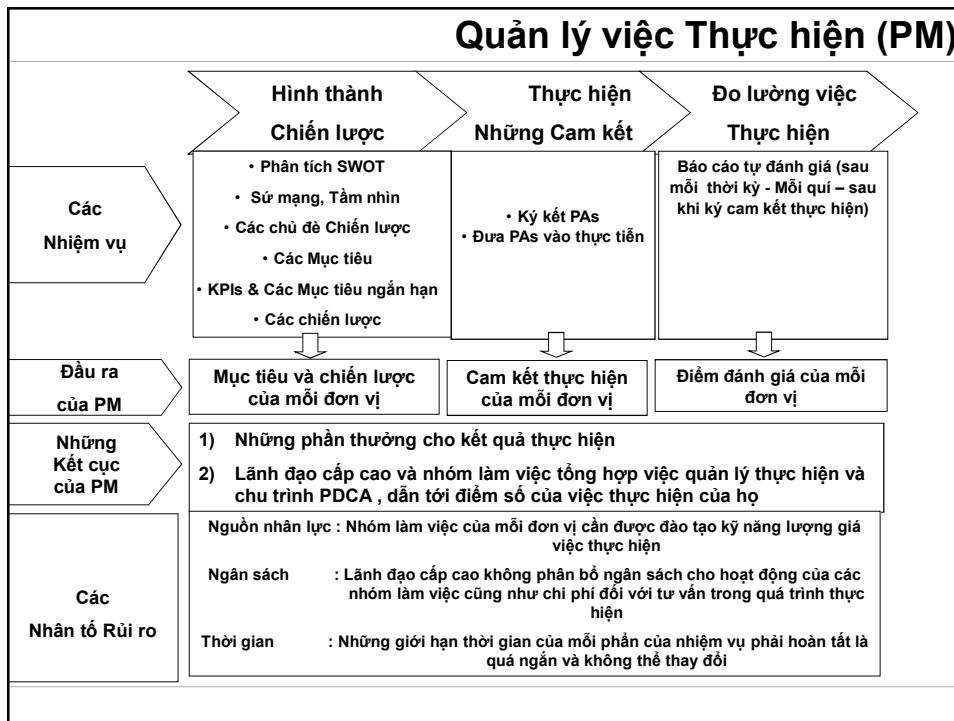 Quản lý việc Thực hiện (PM)
Hình thành
Chiến lược
Thực hiện
Những Cam kết
Đo lường việc
Thực hiện
Các
Nhiệm vụ
• Phân tích SWOT
• Sứ mạng, Tầm nhìn
• Các chủ đè Chiến lược
• Các Mục tiêu
• KPIs & Các Mục tiêu ngắn hạn
• Các chiến lược
• Ký kết PAs
• Đưa PAs vào thực tiễn
Báo cáo tự đánh giá (sau
mỗi thời kỳ - Mỗi quí – sau
khi ký cam kết thực hiện)
Đầu ra
của PM
Mục tiêu và chiến lược
của mỗi đơn vị
Cam kết thực hiện
của mỗi đơn vị
Điểm đánh giá của mỗi
đơn vị
Những
Kết cục
của PM
1) Những phần thưởng cho kết quả thực hiện
2) Lãnh đạo cấp cao và nhóm làm việc tổng hợp việc quản lý thực hiện và
chu trình PDCA , dẫn tới điểm số của việc thực hiện của họ
Các
Nhân tố Rủi ro
Nguồn nhân lực : Nhóm làm việc của mỗi đơn vị cần được đào tạo kỹ năng lượng giá
việc thực hiện
Ngân sách : Lãnh đạo cấp cao không phân bổ ngân sách cho hoạt động của các
nhóm làm việc cũng như chi phí đối với tư vấn trong quá trình thực
hiện
Thời gian : Những giới hạn thời gian của mỗi phần của nhiệm vụ phải hoàn tất là
quá ngắn và không thể thay đổi